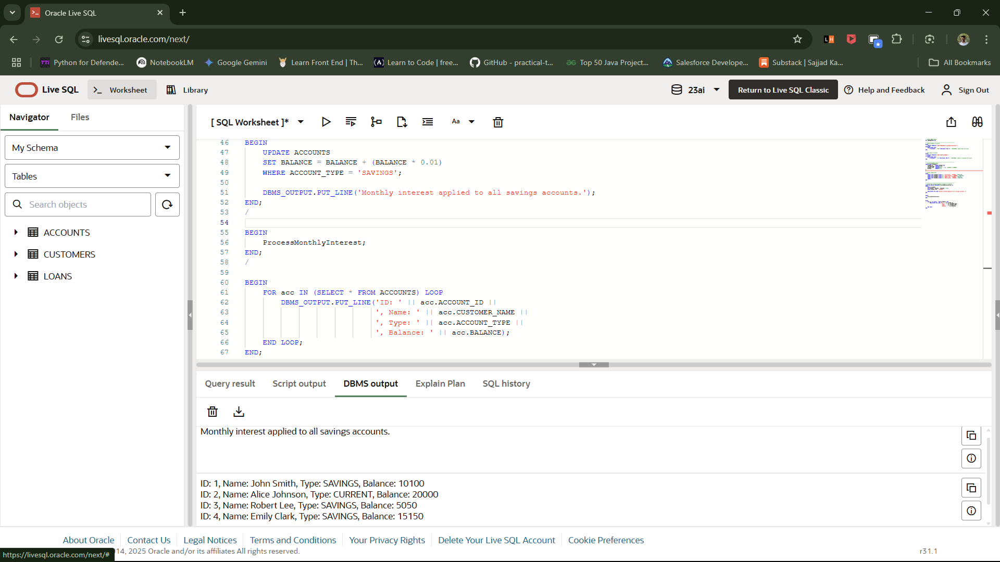 Oracle Live SQL
livesql.oracle.com/next/
Python for Defende...
NotebookLM
Google Gemini
Learn Front End | Th...
Learn to Code | free...
GitHub - practical-t...
Top 50 Java Project...
Salesforce Develope...
Substack | Sajjad Ka...
All Bookmarks
Live SQL
Worksheet
Library
23ai
Return to Live SQL Classic
Help and Feedback
Sign Out
Navigator
Files
My Schema
Tables
Search objects
ACCOUNTS
CUSTOMERS
LOANS
[ SQL Worksheet ]*
Aa
46 BEGIN
47 UPDATE ACCOUNTS
48 SET BALANCE = BALANCE + (BALANCE * 0.01)
49 WHERE ACCOUNT_TYPE = 'SAVINGS';
50
51 DBMS_OUTPUT.PUT_LINE('Monthly interest applied to all savings accounts.');
52 END;
53 /
54
55 BEGIN
56 ProcessMonthlyInterest;
57 END;
58 /
59
60 BEGIN
61 FOR acc IN (SELECT * FROM ACCOUNTS) LOOP
62 DBMS_OUTPUT.PUT_LINE('ID: ' || acc.ACCOUNT_ID ||
63 ', Name: ' || acc.CUSTOMER_NAME ||
64 ', Type: ' || acc.ACCOUNT_TYPE ||
65 ', Balance: ' || acc.BALANCE);
66 END LOOP;
67 END;
Query result
Script output
DBMS output
Explain Plan
SQL history
Monthly interest applied to all savings accounts.
ID: 1, Name: John Smith, Type: SAVINGS, Balance: 10100
ID: 2, Name: Alice Johnson, Type: CURRENT, Balance: 20000
ID: 3, Name: Robert Lee, Type: SAVINGS, Balance: 5050
ID: 4, Name: Emily Clark, Type: SAVINGS, Balance: 15150
About Oracle
Contact Us
Legal Notices
Terms and Conditions
Your Privacy Rights
Delete Your Live SQL Account
Cookie Preferences
14, 2025 Oracle and/or its affiliates All rights reserved.
r31.1
https://livesql.oracle.com/next/#